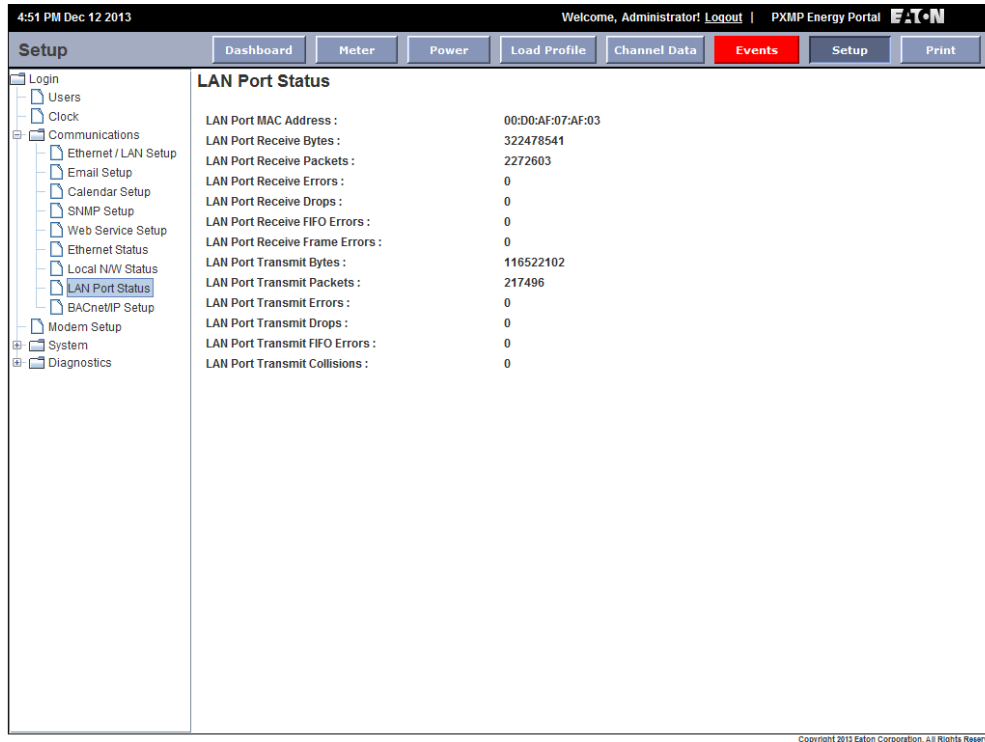 4:51 PM Dec 12 2013 Welcome, Administrator! Logout | PXMP Energy Portal EATON
Setup Dashboard Meter Power Load Profile Channel Data Events Setup Print
Login
Users
Clock
Communications
Ethernet / LAN Setup
Email Setup
Calendar Setup
SNMP Setup
Web Service Setup
Ethernet Status
Local N/W Status
LAN Port Status
BACnet/IP Setup
Modem Setup
System
Diagnostics
LAN Port Status
LAN Port MAC Address : 00:D0:AF:07:AF:03
LAN Port Receive Bytes : 322478541
LAN Port Receive Packets : 2272603
LAN Port Receive Errors : 0
LAN Port Receive Drops : 0
LAN Port Receive FIFO Errors : 0
LAN Port Receive Frame Errors : 0
LAN Port Transmit Bytes : 116522102
LAN Port Transmit Packets : 217496
LAN Port Transmit Errors : 0
LAN Port Transmit Drops : 0
LAN Port Transmit FIFO Errors : 0
LAN Port Transmit Collisions : 0
Copyright 2013 Eaton Corporation. All Rights Reser